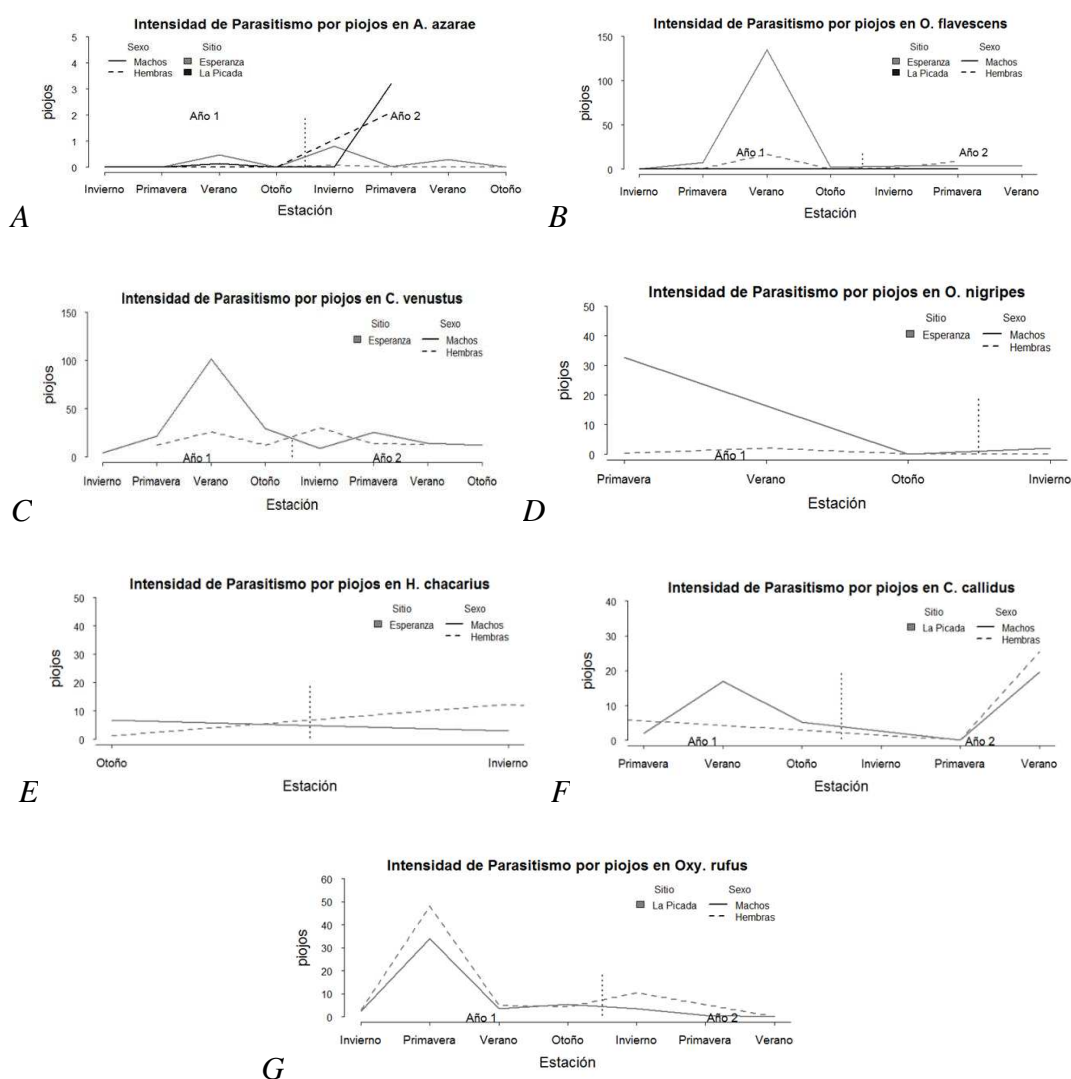 Intensidad de Parasitismo por piojos en A. azarae
Sexo Sitio
Machos Esperanza
Hembras La Picada
piojos
5
4
3
2
1
0
Año 1 Año 2
Invierno Primavera Verano Otoño Invierno Primavera Verano Otoño
Estación
A
Intensidad de Parasitismo por piojos en O. flavescens
Sitio Sexo
Esperanza Machos
La Picada Hembras
piojos
150
100
50
0
Año 1 Año 2
Invierno Primavera Verano Otoño Invierno Primavera Verano
Estación
B
Intensidad de Parasitismo por piojos en C. venustus
Sitio Sexo
Esperanza Machos
Hembras
piojos
150
100
50
0
Año 1 Año 2
Invierno Primavera Verano Otoño Invierno Primavera Verano Otoño
Estación
C
Intensidad de Parasitismo por piojos en O. nigripes
Sitio Sexo
Esperanza Machos
Hembras
piojos
50
40
30
20
10
0
Año 1
Primavera Verano Otoño Invierno
Estación
D
Intensidad de Parasitismo por piojos en H. chacarius
Sitio Sexo
Esperanza Machos
Hembras
piojos
50
40
30
20
10
0
Otoño Invierno
Estación
E
Intensidad de Parasitismo por piojos en C. callidus
Sitio Sexo
La Picada Machos
Hembras
piojos
40
30
20
10
0
Año 1 Año 2
Primavera Verano Otoño Invierno Primavera Verano
Estación
F
Intensidad de Parasitismo por piojos en Oxy. rufus
Sitio Sexo
La Picada Machos
Hembras
piojos
60
50
40
30
20
10
0
Año 1 Año 2
Invierno Primavera Verano Otoño Invierno Primavera Verano
Estación
G